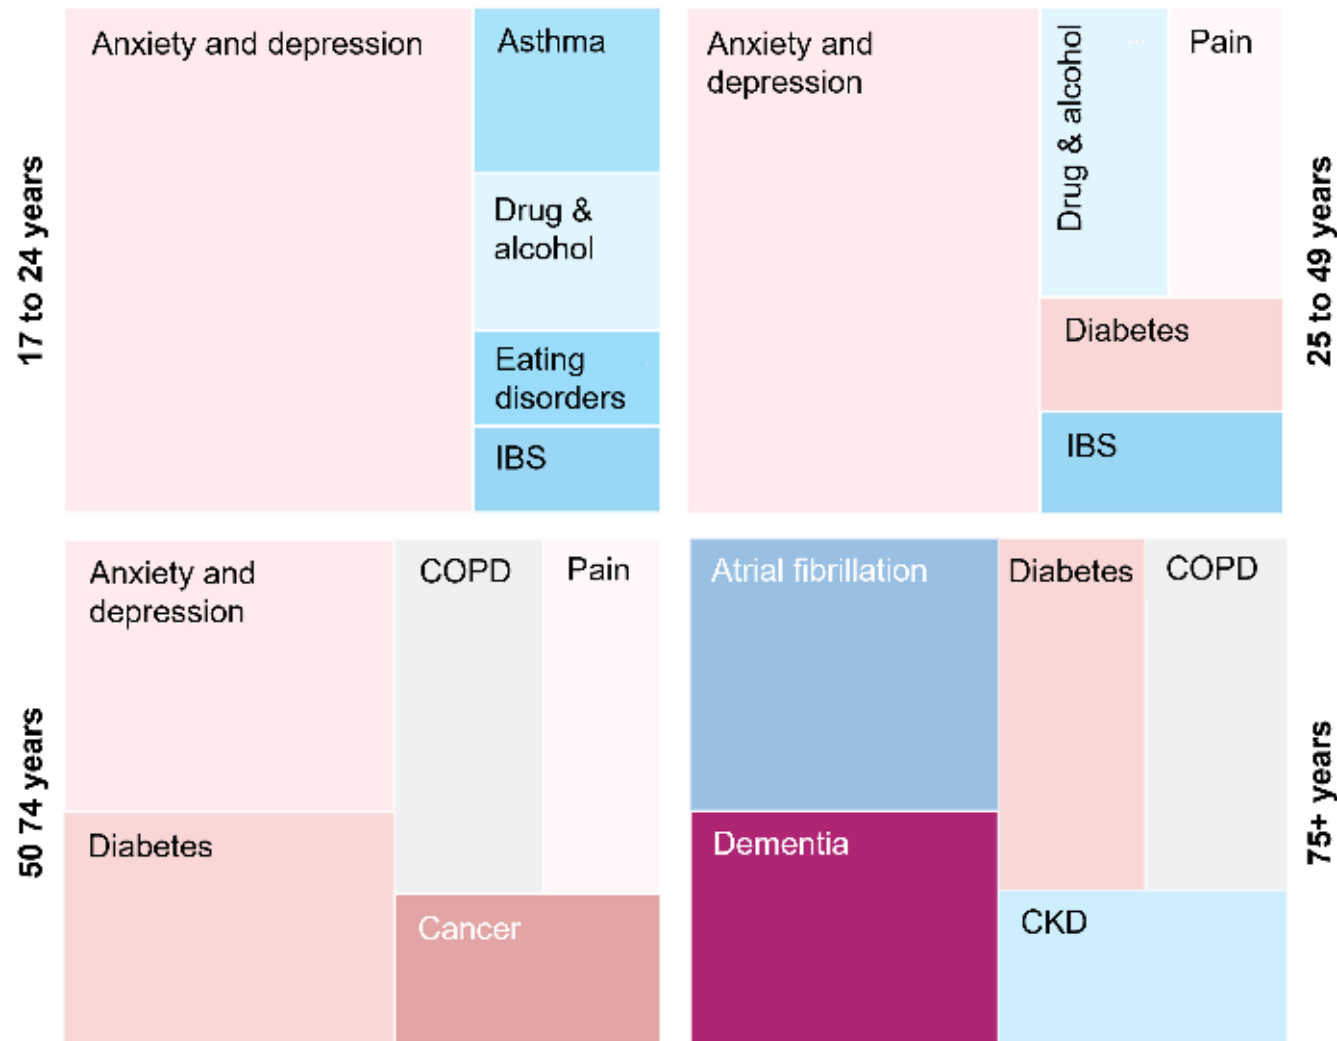 17 to 24 years
Anxiety and depression
Asthma
Drug &
alcohol
Eating
disorders
IBS
Anxiety and
depression
Drug & alcohol
Pain
Diabetes
IBS
25 to 49 years
50 74 years
Anxiety and
depression
COPD
Pain
Diabetes
Cancer
Atrial fibrillation
Diabetes
COPD
Dementia
CKD
75+ years